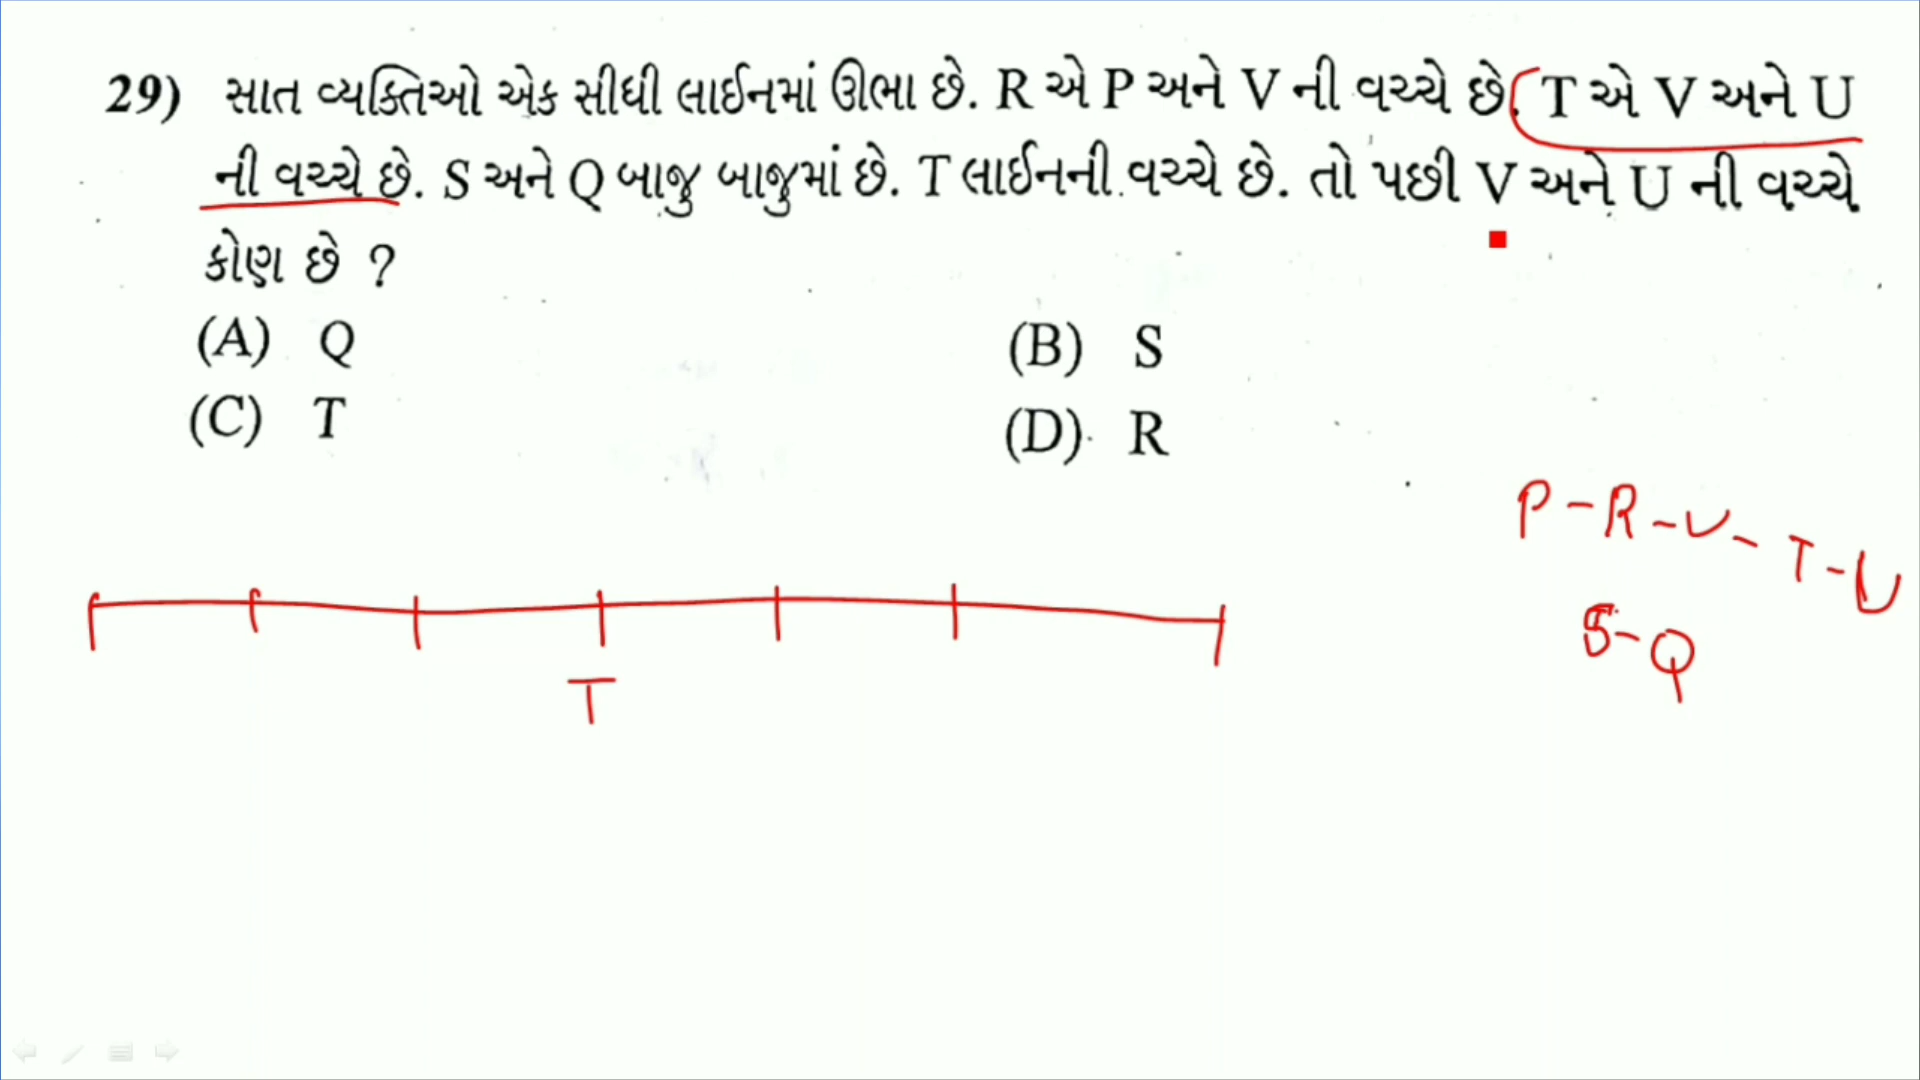 29) સાત વ્યક્તિઓ એક સીધી લાઈનમાં ઊભા છે. R એ P અને V ની વચ્ચે છે. T એ V અને U
ની વચ્ચે છે. S અને Q બાજુ બાજુમાં છે. T લાઈનની વચ્ચે છે. તો પછી V અને U ની વચ્ચે
કોણ છે ?
(A) Q (B) S
(C) T (D) R
P - R - V - T - U
S - Q
T